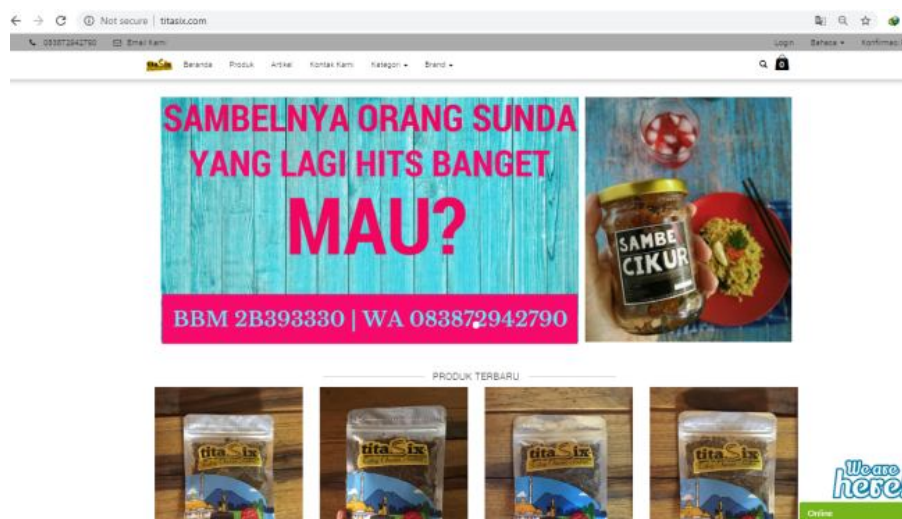 Not secure | titasix.com
083872942790 Email Kami
Login Bahasa Konfirmasi
titaSix Beranda Produk Artikel Kontak Kami Kategori Brand
0
SAMBELNYA ORANG SUNDA
YANG LAGI HITS BANGET
MAU?
BBM 2B393330 | WA 083872942790
SAMBE
CIKUR
PRODUK TERBARU
titaSix titaSix titaSix titaSix
We are
here!
Online